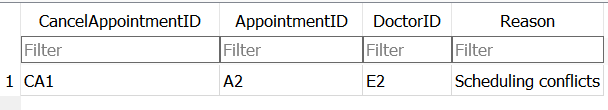 CancelAppointmentID AppointmentID DoctorID Reason
Filter Filter Filter Filter
1 CA1 A2 E2 Scheduling conflicts